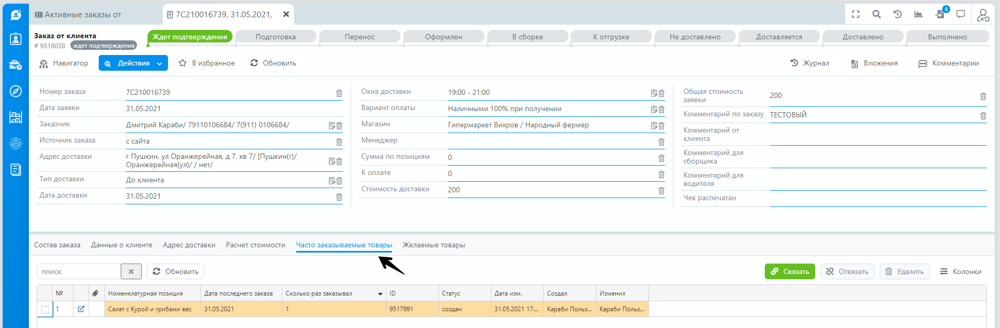 Активные заказы от
7С210016739, 31.05.2021,
9
Заказ от клиента
# 9518038 ждет подтверждения
Ждет подтверждения
Подготовка
Перенос
Оформлен
В сборке
К отгрузке
Не доставлено
Доставляется
Доставлено
Выполнено
Навигатор
Действия
В избранное
Обновить
Журнал
Вложения
Комментарии
Номер заказа 7С210016739
Дата заявки 31.05.2021
Заказчик Дмитрий Караби/ 79110106684/ 7(911) 0106684/
Источник заказа с сайта
Адрес доставки г Пушкин, ул Оранжерейная, д 7, кв 7/ [Пушкин(г)/
Оранжерейная(ул)/ / нет/
Тип доставки До клиента
Дата доставки 31.05.2021
Окна доставки 19:00 - 21:00
Вариант оплаты Наличными 100% при получении
Магазин Гипермаркет Вихров / Народный фермер
Менеджер
Сумма по позициям 0
К оплате 0
Стоимость доставки 200
Общая стоимость
заявки 200
Комментарий по заказу ТЕСТОВЫЙ
Комментарий от
клиента
Комментарий для
сборщика
Комментарий для
водителя
Чек распечатан
Состав заказа
Данные о клиенте
Адрес доставки
Расчет стоимости
Часто заказываемые товары
Желаемые товары
поиск
Обновить
Связать
Отвязать
Удалить
Колонки
№ Номенклатурная позиция Дата последнего заказа Сколько раз заказывал ID Статус Дата изм. Создал Изменил
1 Салат с Курой и грибами вес 31.05.2021 1 9517991 создан 31.05.2021 17:... Караби Польз... Караби Польз...